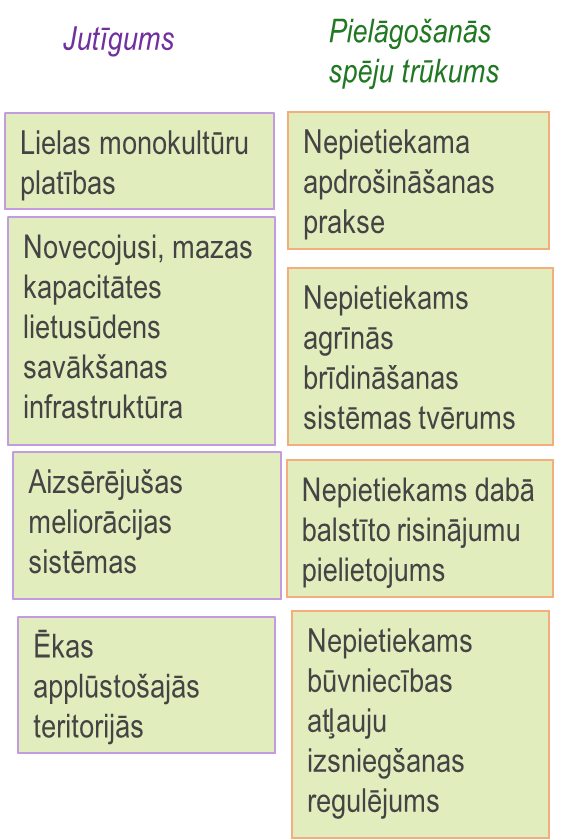 Jutīgums
Lielas monokultūru
platības
Novecojusi, mazas
kapacitātes
lietusūdens
savākšanas
infrastruktūra
Aizsērējušas
meliorācijas
sistēmas
Ēkas
applūstošajās
teritorijās
Pielāgošanās
spēju trūkums
Nepietiekama
apdrošināšanas
prakse
Nepietiekams
agrīnās
brīdināšanas
sistēmas tvērums
Nepietiekams dabā
balstīto risinājumu
pielietojums
Nepietiekams
būvniecības
atļauju
izsniegšanas
regulējums